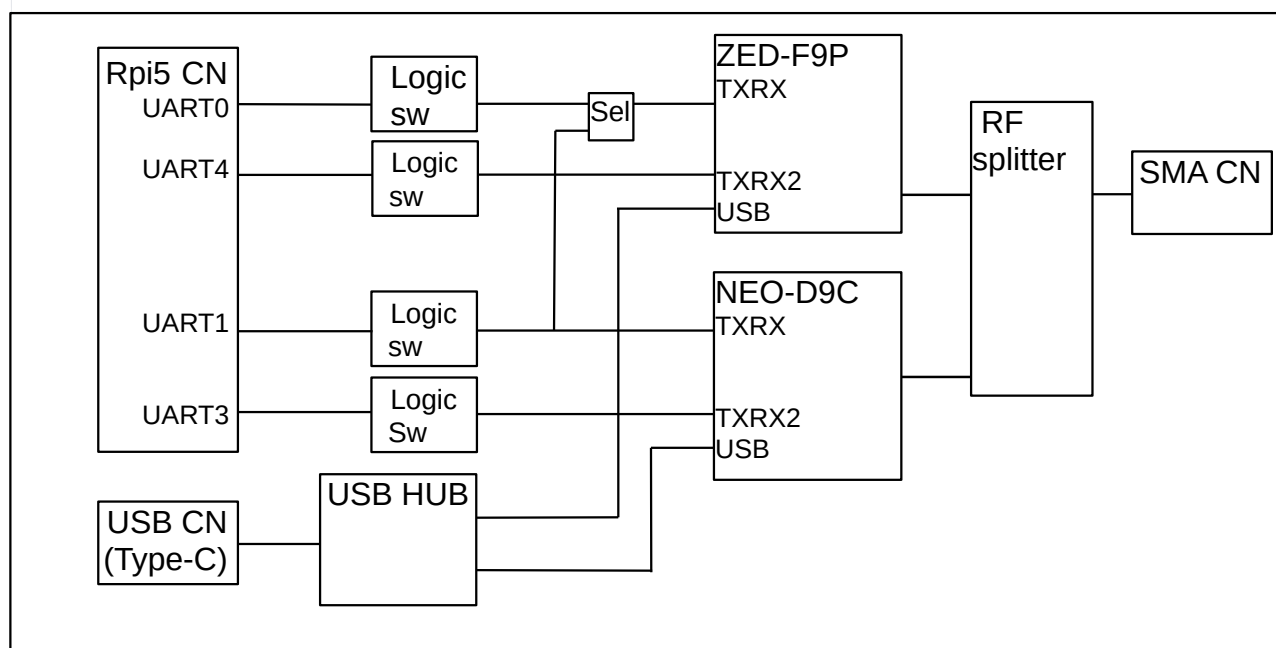 Rpi5 CN
UART0
UART4
UART1
UART3
Logic
sw
Logic
sw
Logic
sw
Logic
Sw
Sel
ZED-F9P
TXRX
TXRX2
USB
NEO-D9C
TXRX
TXRX2
USB
RF
splitter
SMA CN
USB CN
(Type-C)
USB HUB